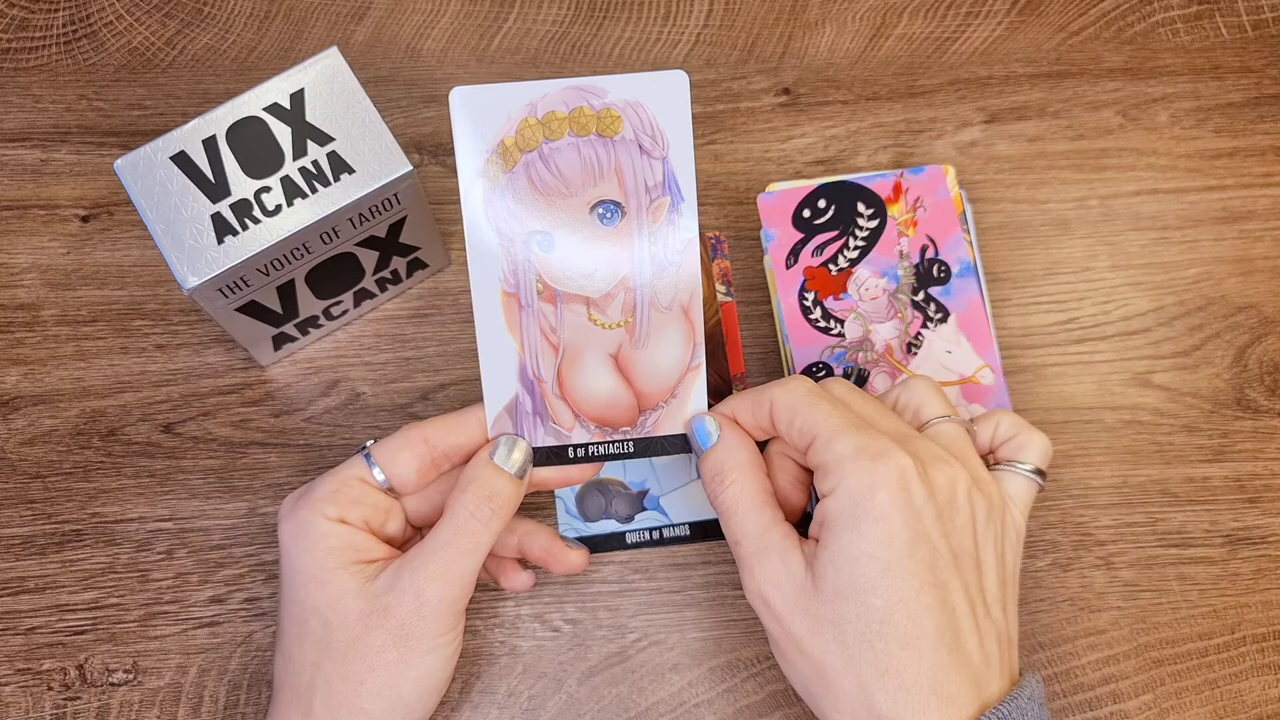 VOX
ARCANA
THE VOICE OF TAROT
VOX
ARCANA
6 OF PENTACLES
QUEEN OF WANDS